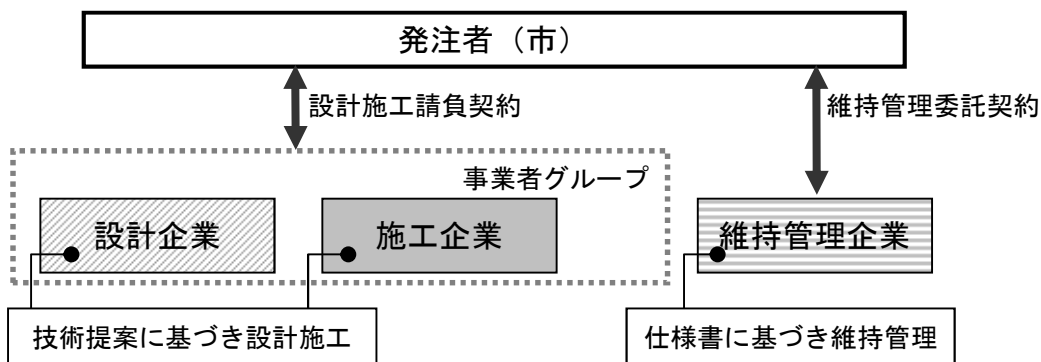 発注者（市）
設計施工請負契約
維持管理委託契約
事業者グループ
設計企業
施工企業
維持管理企業
技術提案に基づき設計施工
仕様書に基づき維持管理